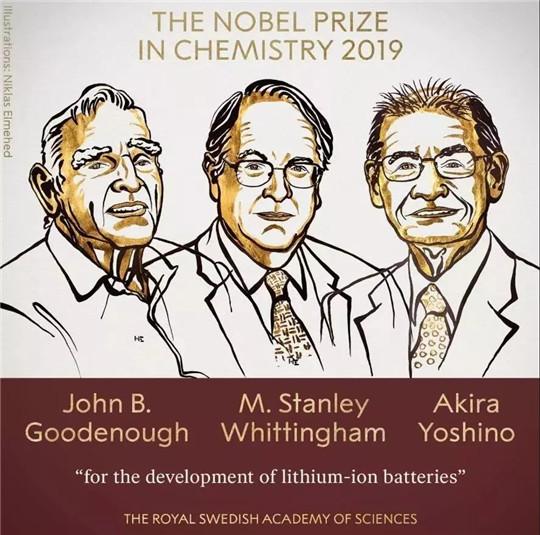 THE NOBEL PRIZE
IN CHEMISTRY 2019
Illustrations: Niklas Elmehed
John B.
Goodenough
M. Stanley
Whittingham
Akira
Yoshino
“for the development of lithium-ion batteries”
THE ROYAL SWEDISH ACADEMY OF SCIENCES